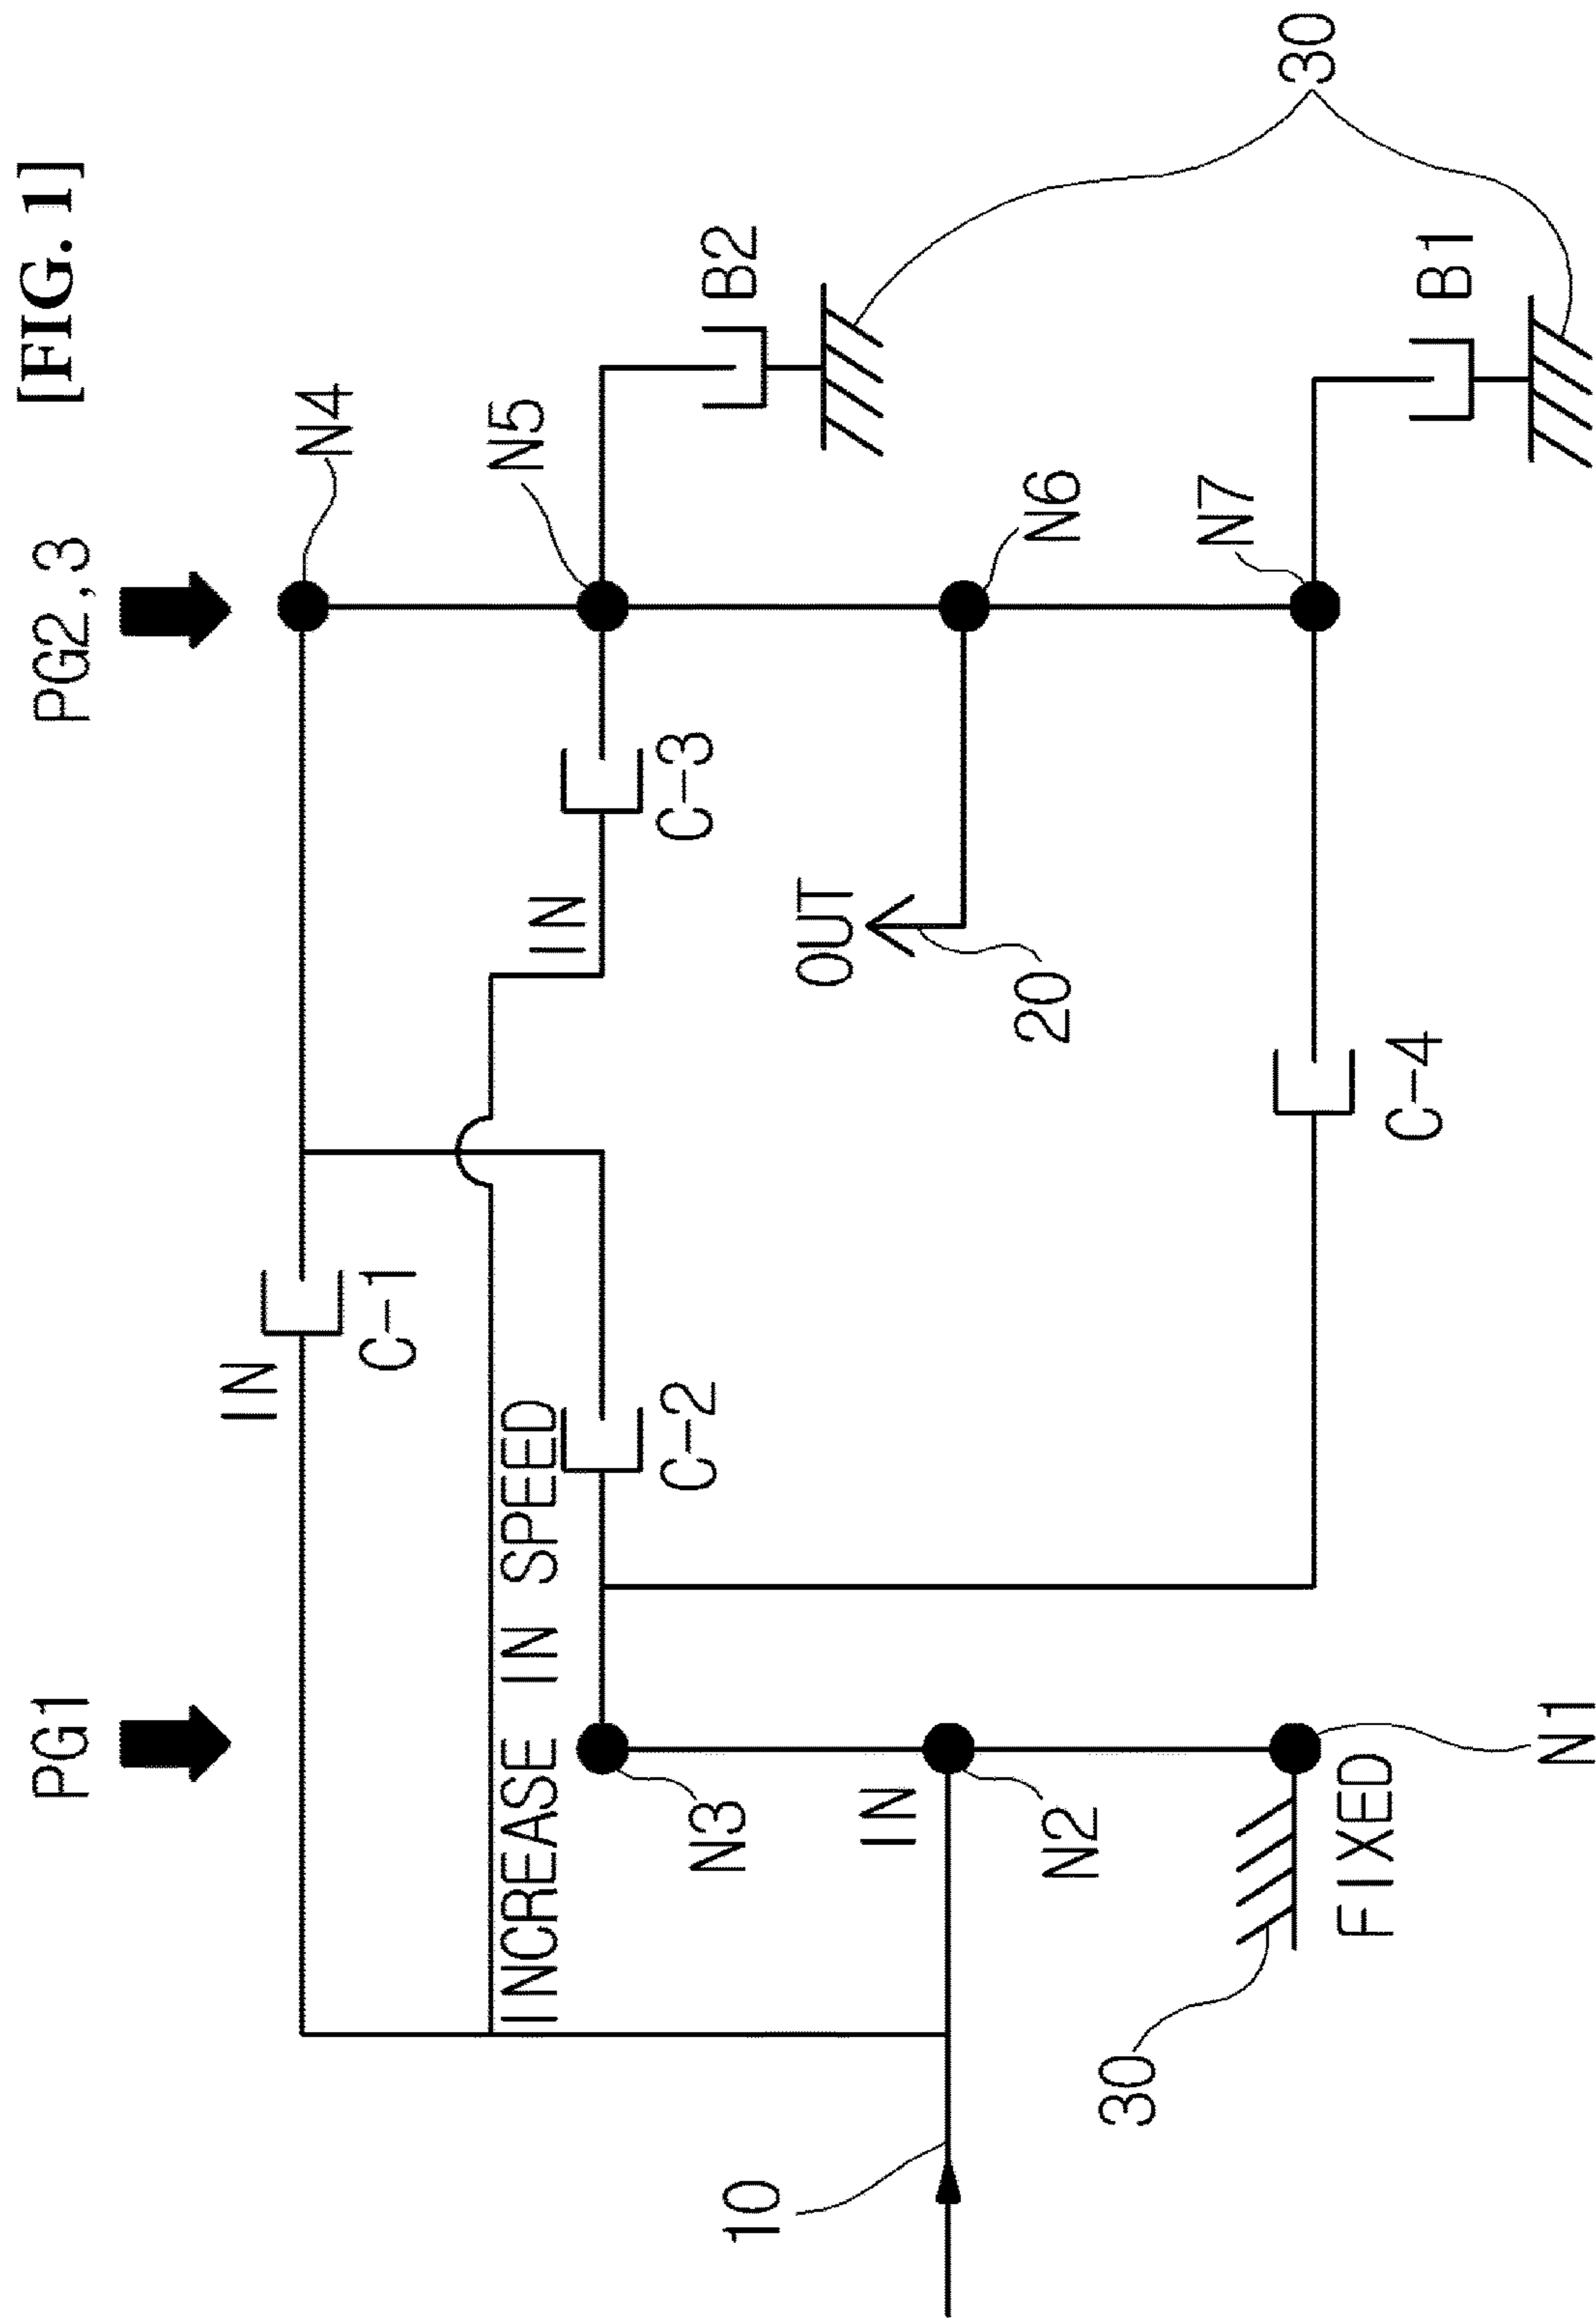 [FIG. 1]
PG1
PG2,3
IN
N4
C-1
N5
INCREASE IN SPEED
IN
C-2
C-3
N3
B2
10
OUT
IN
20
N6
N2
30
N7
30
FIXED
C-4
B1
N1